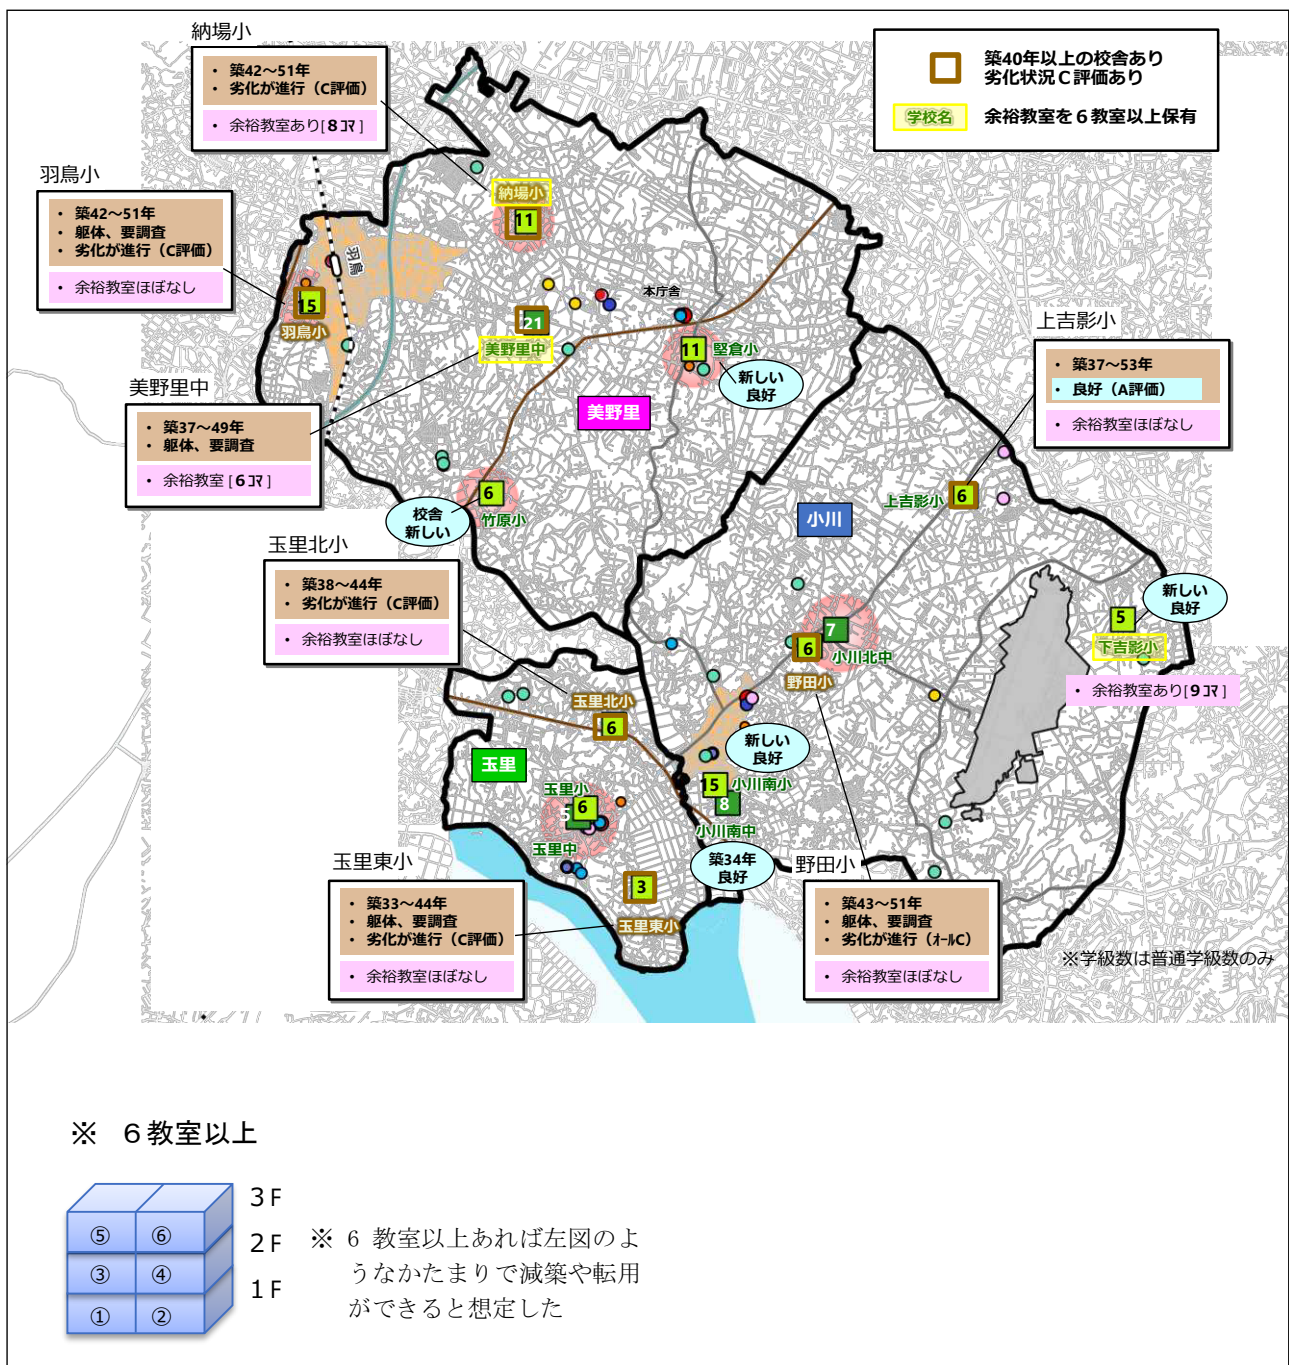 納場小
・ 築42～51年
・ 劣化が進行（C評価）
・ 余裕教室あり[８ｺﾏ]
築40年以上の校舎あり
劣化状況Ｃ評価あり
学校名
余裕教室を６教室以上保有
羽鳥小
・ 築42～51年
・ 躯体、要調査
・ 劣化が進行（C評価）
・ 余裕教室ほぼなし
納場小
11
羽鳥
15
羽鳥小
21
美野里中
本庁舎
11
堅倉小
新しい
良好
美野里
上吉影小
・ 築37～53年
・ 良好（A評価）
・ 余裕教室ほぼなし
美野里中
・ 築37～49年
・ 躯体、要調査
・ 余裕教室 [６ｺﾏ]
6
竹原小
校舎
新しい
上吉影小
6
小川
玉里北小
・ 築38～44年
・ 劣化が進行（C評価）
・ 余裕教室ほぼなし
新しい
良好
5
下吉影小
・ 余裕教室あり[９ｺﾏ]
7
小川北中
6
野田小
玉里北小
6
玉里
新しい
良好
15
小川南小
8
小川南中
築34年
良好
玉里小
6
5
玉里中
3
玉里東小
玉里東小
・ 築33～44年
・ 躯体、要調査
・ 劣化が進行（C評価）
・ 余裕教室ほぼなし
野田小
・ 築43～51年
・ 躯体、要調査
・ 劣化が進行（ｵｰﾙC）
・ 余裕教室ほぼなし
※学級数は普通学級数のみ
※ ６教室以上
3Ｆ
2Ｆ
1Ｆ
⑤ ⑥
③ ④
① ②
※ 6 教室以上あれば左図のよ
うなかたまりで減築や転用
ができると想定した